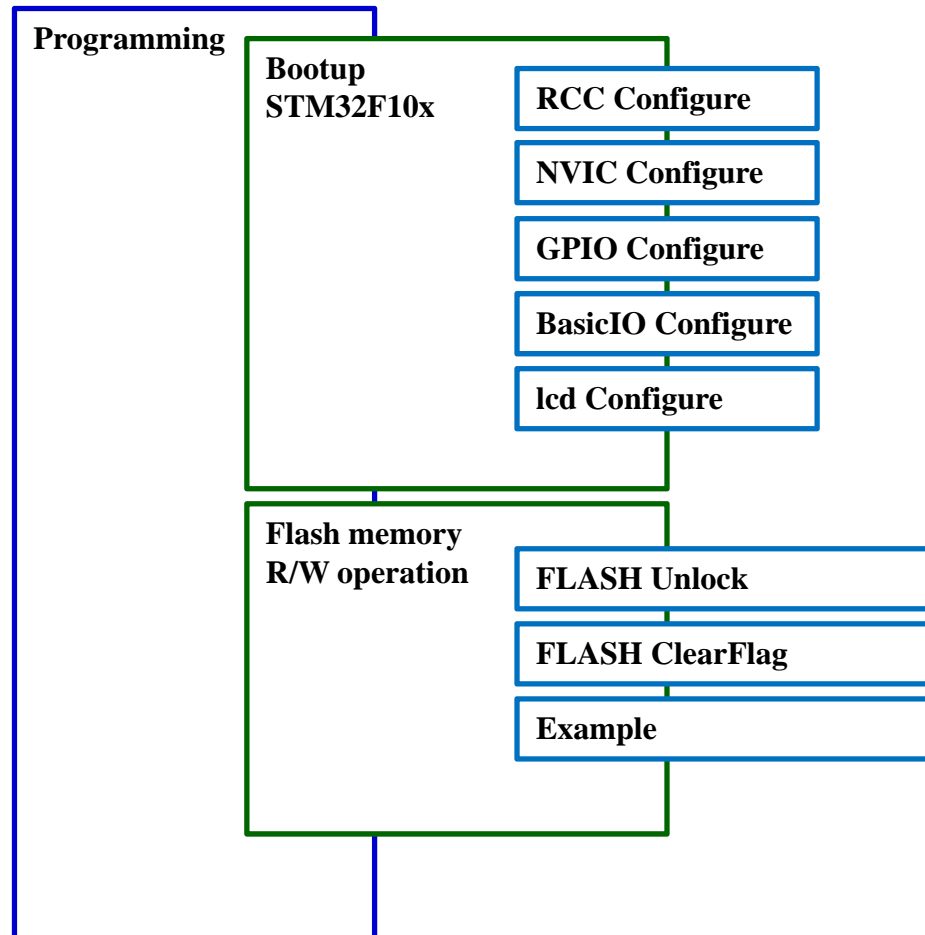 Programming
Bootup
STM32F10x
RCC Configure
NVIC Configure
GPIO Configure
BasicIO Configure
lcd Configure
Flash memory
R/W operation
FLASH Unlock
FLASH ClearFlag
Example